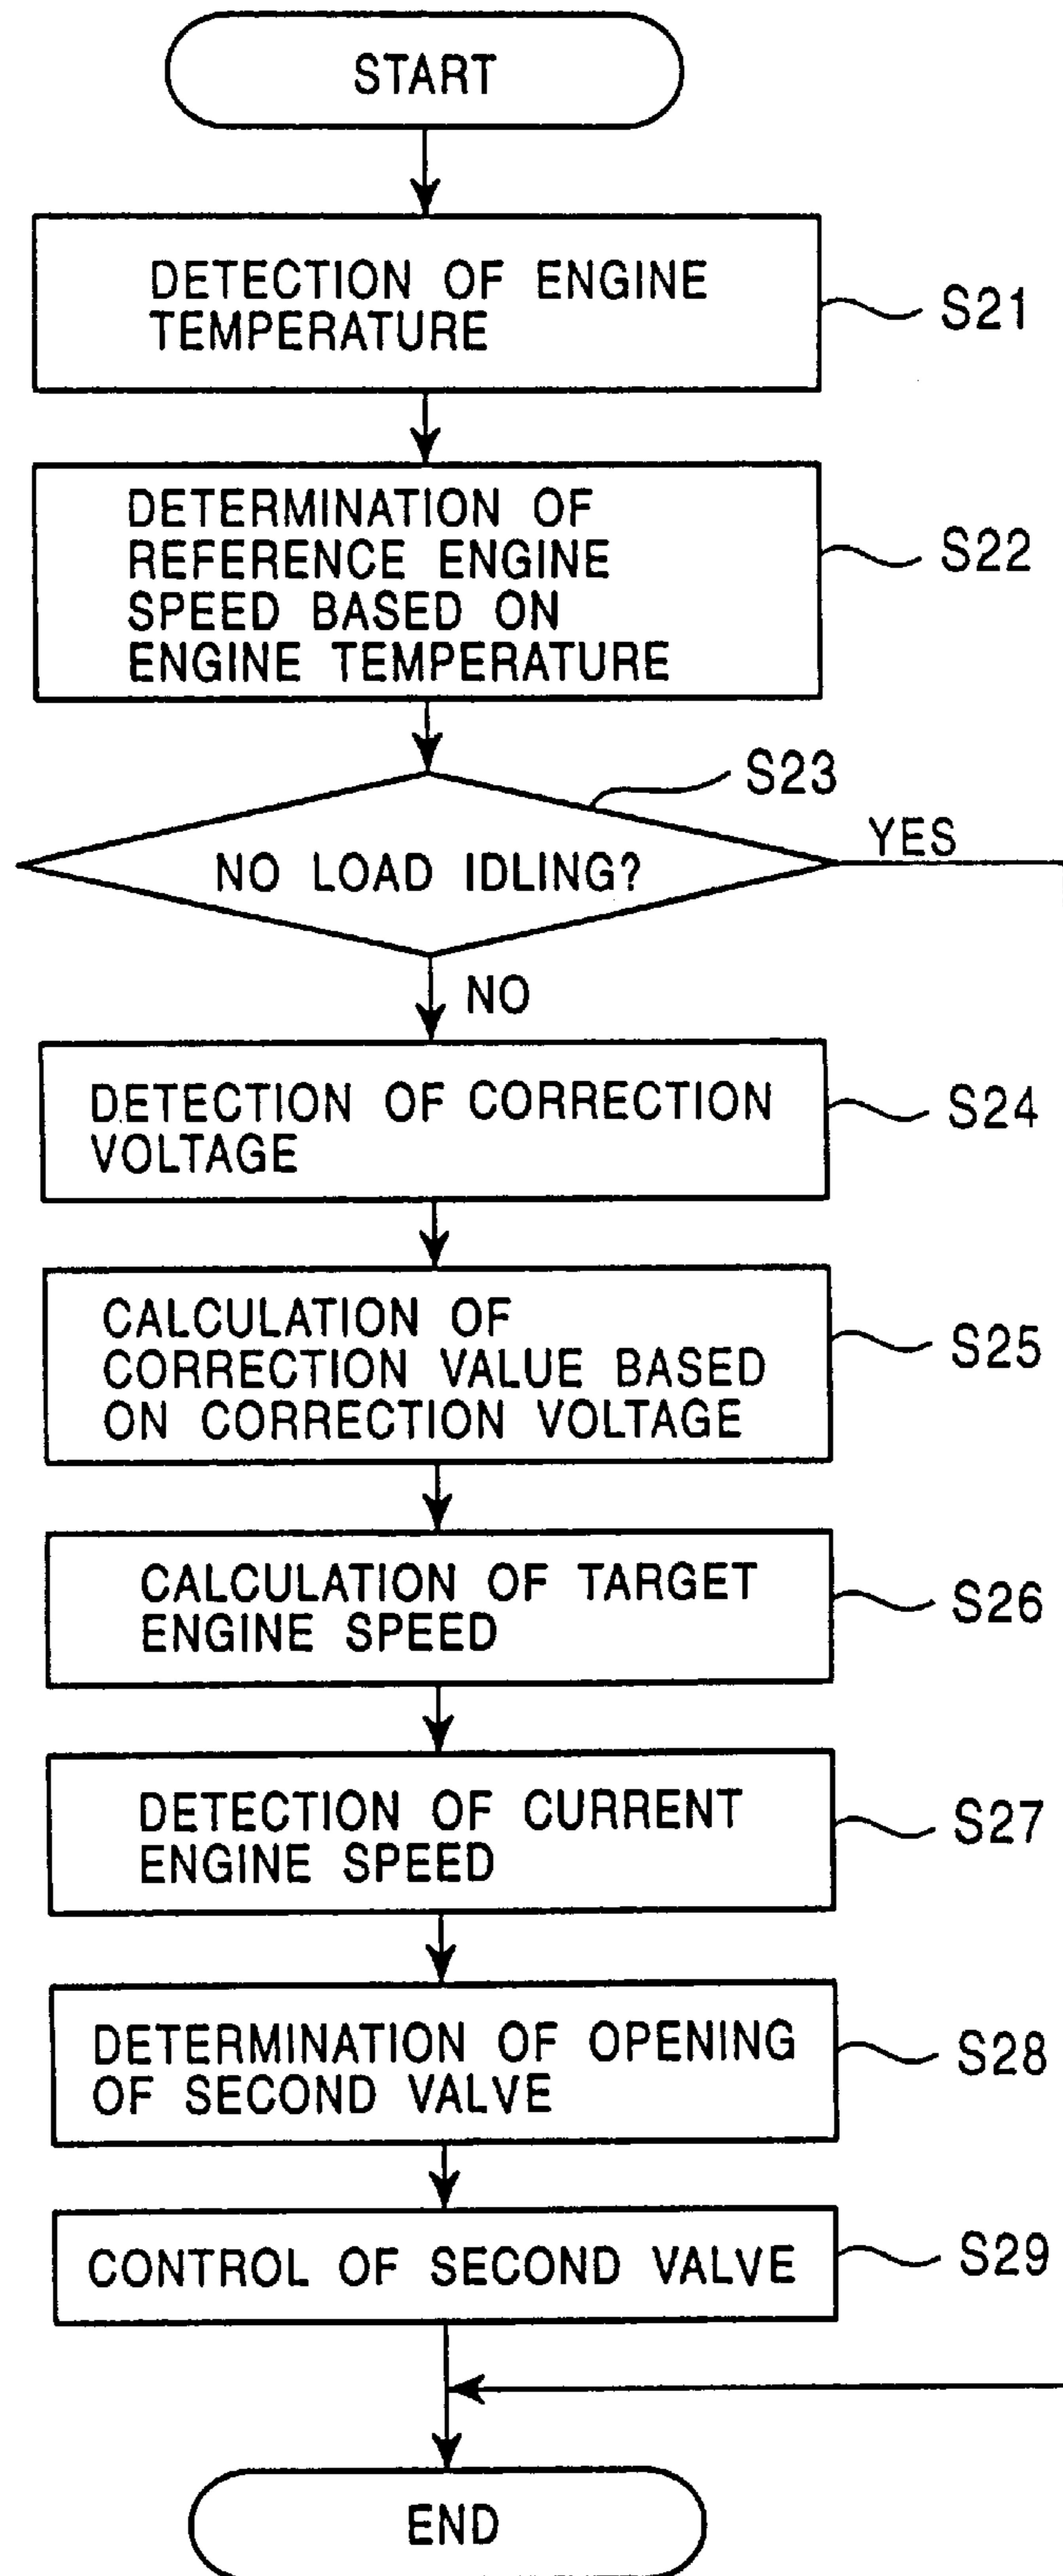 START
DETECTION OF ENGINE
TEMPERATURE
S21
DETERMINATION OF
REFERENCE ENGINE
SPEED BASED ON
ENGINE TEMPERATURE
S22
S23
NO LOAD IDLING?
YES
NO
DETECTION OF CORRECTION
VOLTAGE
S24
CALCULATION OF
CORRECTION VALUE BASED
ON CORRECTION VOLTAGE
S25
CALCULATION OF TARGET
ENGINE SPEED
S26
DETECTION OF CURRENT
ENGINE SPEED
S27
DETERMINATION OF OPENING
OF SECOND VALVE
S28
CONTROL OF SECOND VALVE
S29
END